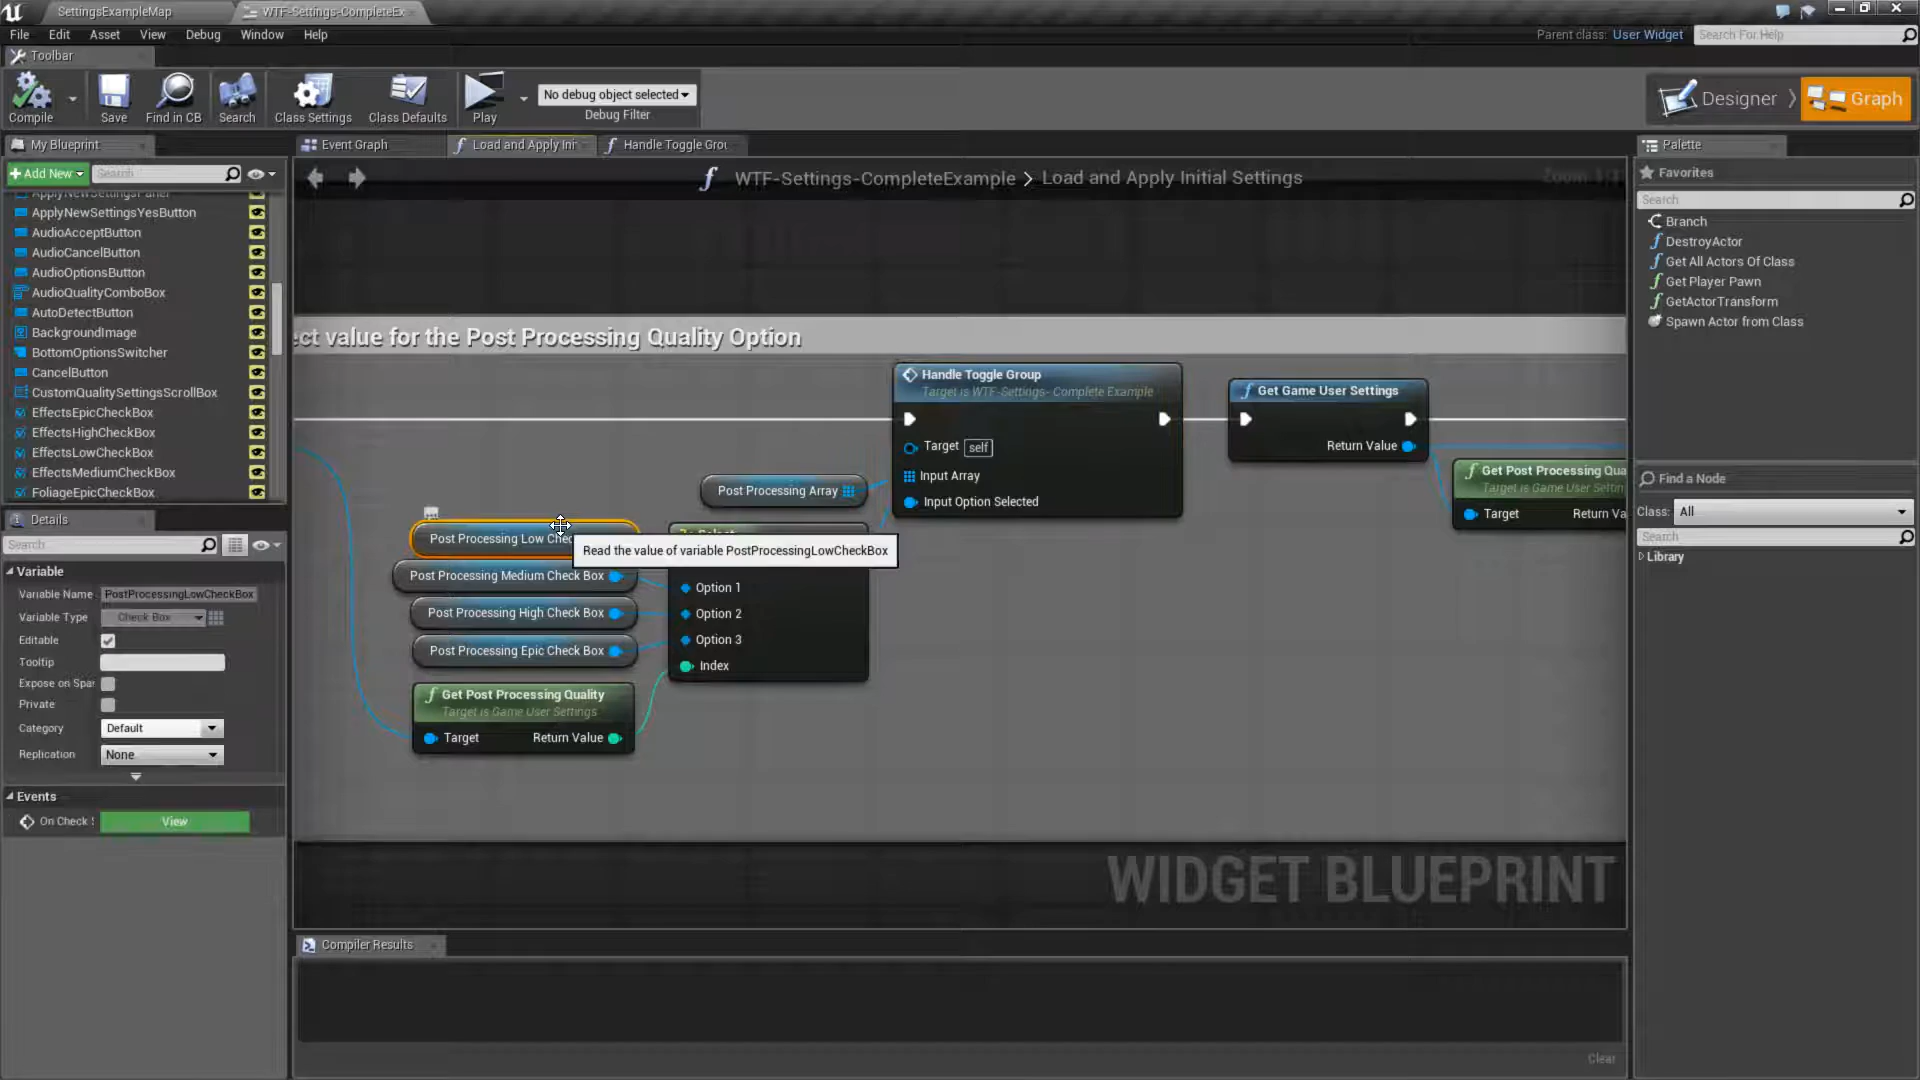 SettingsExampleMap
WTF-Settings-CompleteEx
File
Edit
Asset
View
Debug
Window
Help
Parent class:
User Widget
Search For Help
Toolbar
Compile
Save
Find in CB
Search
Class Settings
Class Defaults
Play
No debug object selected
Debug Filter
Designer
Graph
My Blueprint
Event Graph
Load and Apply Ini
Handle Toggle Grou
Palette
+Add New
Search
WTF-Settings-CompleteExample > Load and Apply Initial Settings
Favorites
Search
ApplyNewSettingsPanel
ApplyNewSettingsYesButton
AudioAcceptButton
AudioCancelButton
AudioOptionsButton
AudioQualityComboBox
AutoDetectButton
BackgroundImage
BottomOptionsSwitcher
CancelButton
CustomQualitySettingsScrollBox
EffectsEpicCheckBox
EffectsHighCheckBox
EffectsLowCheckBox
EffectsMediumCheckBox
FoliageEpicCheckBox
Branch
DestroyActor
Get All Actors Of Class
Get Player Pawn
GetActorTransform
Spawn Actor from Class
ect value for the Post Processing Quality Option
Handle Toggle Group
Target is WTF-Settings- Complete Example
Target
self
Input Array
Input Option Selected
Get Game User Settings
Return Value
Get Post Processing Qua
Target is Game User Settin
Target
Return Va
Post Processing Array
Post Processing Low Chec
Select
Read the value of variable PostProcessingLowCheckBox
Post Processing Medium Check Box
Option 1
Post Processing High Check Box
Option 2
Post Processing Epic Check Box
Option 3
Index
Get Post Processing Quality
Target is Game User Settings
Target
Return Value
WIDGET BLUEPRINT
Find a Node
Class:
All
Search
Library
Details
Search
Variable
Variable Name
PostProcessingLowCheckBox
Variable Type
Check Box
Editable
Tooltip
Expose on Spa
Private
Category
Default
Replication
None
Events
On Check
View
Compiler Results
Clear